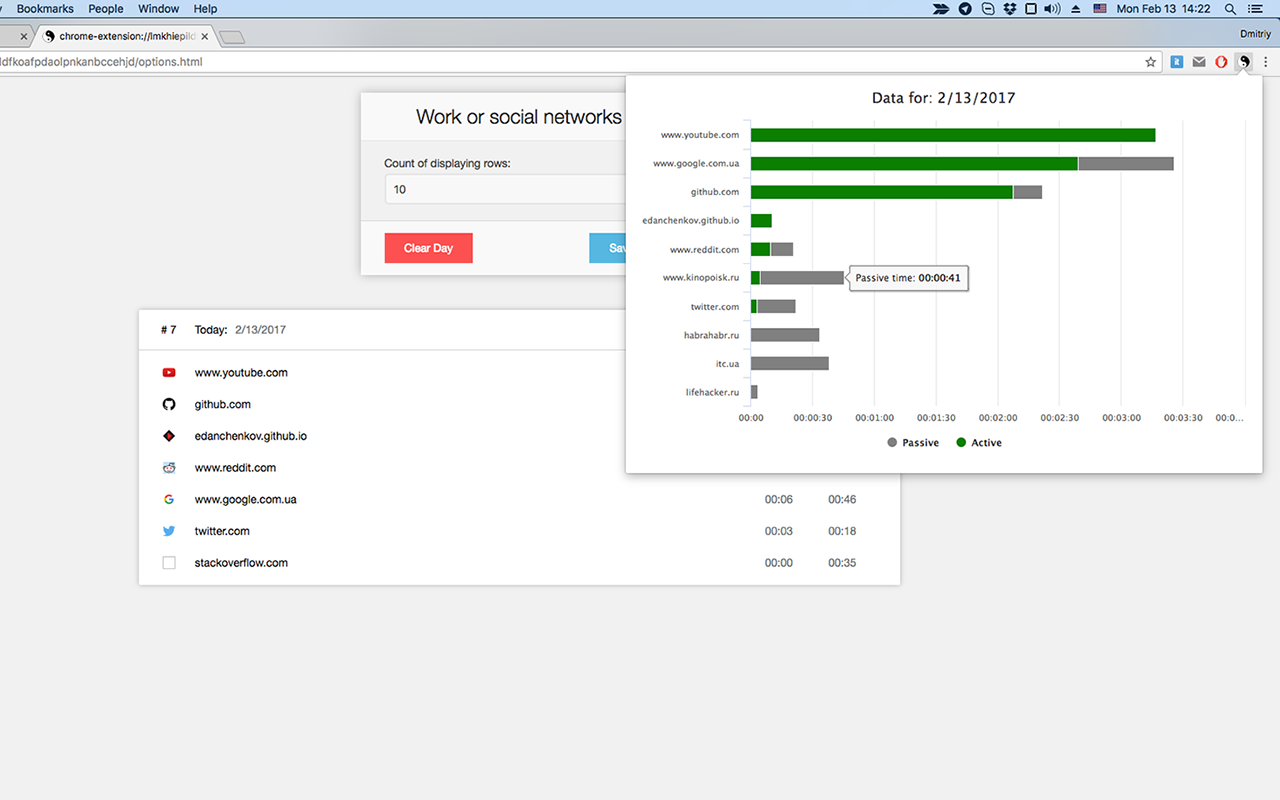 Bookmarks People Window Help Mon Feb 13 14:22
chrome-extension://lmkhiepild Dmitriy
ldfkoafpdaolpnkanbccehjd/options.html
Work or social networks
Count of displaying rows:
10
Clear Day Sav
# 7 Today: 2/13/2017
www.youtube.com
github.com
edanchenkov.github.io
www.reddit.com
www.google.com.ua 00:06 00:46
twitter.com 00:03 00:18
stackoverflow.com 00:00 00:35
Data for: 2/13/2017
www.youtube.com
www.google.com.ua
github.com
edanchenkov.github.io
www.reddit.com
www.kinopoisk.ru Passive time: 00:00:41
twitter.com
habrahabr.ru
itc.ua
lifehacker.ru
00:00 00:00:30 00:01:00 00:01:30 00:02:00 00:02:30 00:03:00 00:03:30 00:0…
Passive Active